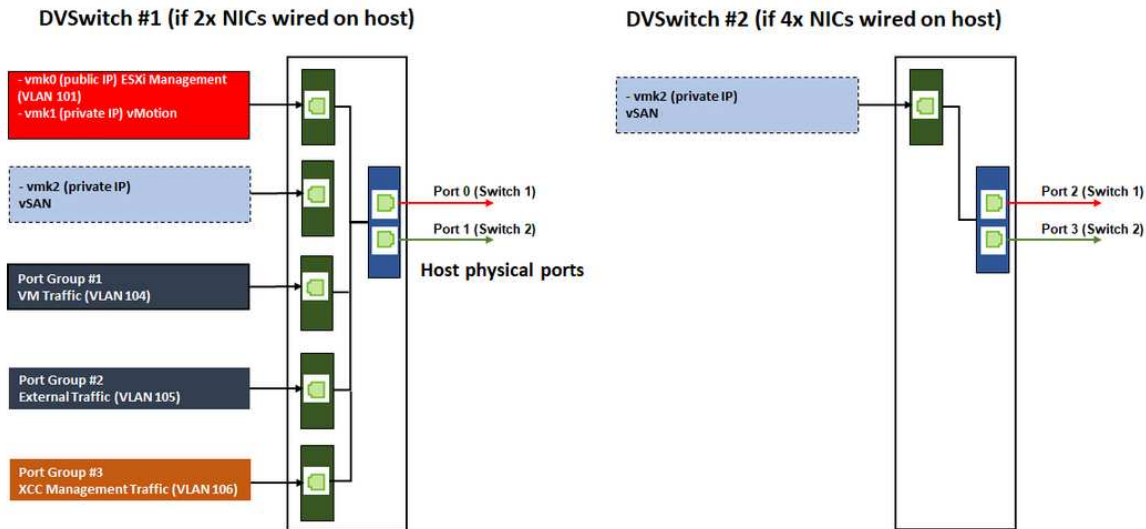 DVSwitch #1 (if 2x NICs wired on host)
- vmk0 (public IP) ESXi Management
(VLAN 101)
- vmk1 (private IP) vMotion
- vmk2 (private IP)
vSAN
Port Group #1
VM Traffic (VLAN 104)
Port Group #2
External Traffic (VLAN 105)
Port Group #3
XCC Management Traffic (VLAN 106)
Port 0 (Switch 1)
Port 1 (Switch 2)
Host physical ports
DVSwitch #2 (if 4x NICs wired on host)
- vmk2 (private IP)
vSAN
Port 2 (Switch 1)
Port 3 (Switch 2)